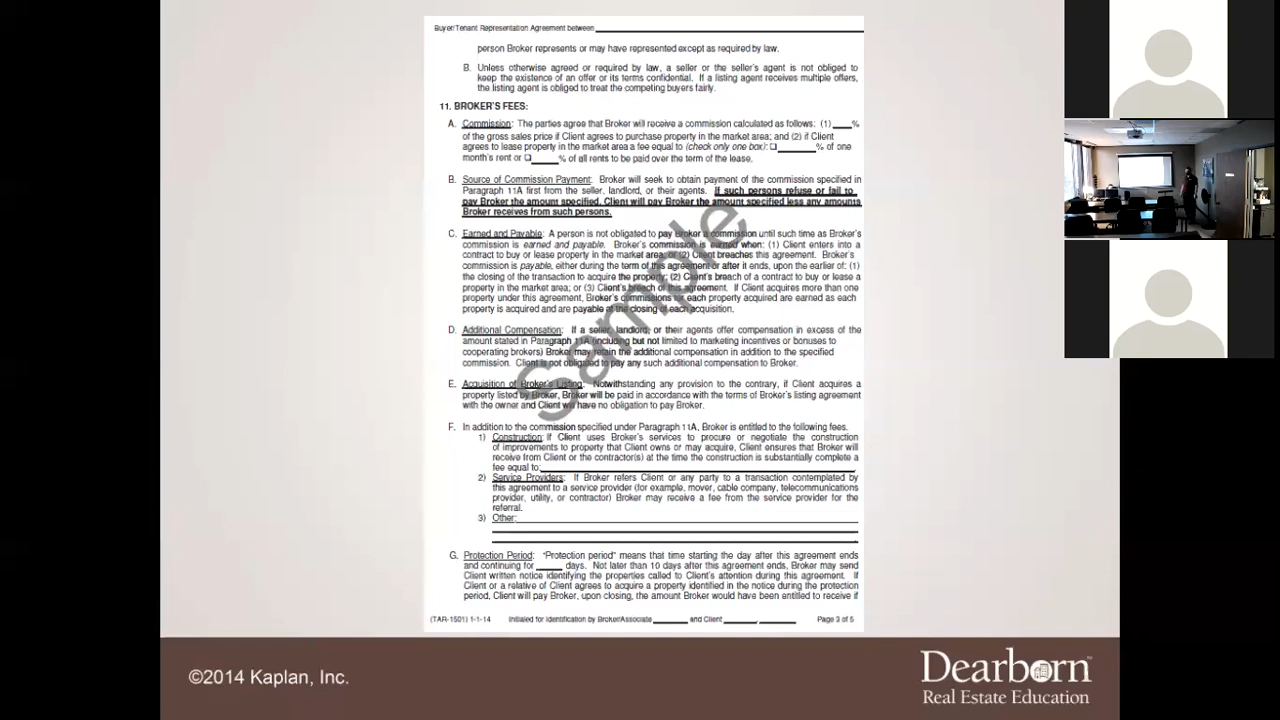 Buyer/Tenant Representation Agreement between
person Broker represents or may have represented except as required by law.
B. Unless otherwise agreed or required by law, a seller or the seller's agent is not obliged to
keep the existence of an offer or its terms confidential. If a listing agent receives multiple offers,
the listing agent is obliged to treat the competing buyers fairly.
11. BROKER'S FEES:
A. Commission: The parties agree that Broker will receive a commission calculated as follows: (1) ____%
of the gross sales price if Client agrees to purchase property in the market area; and (2) if Client
agrees to lease property in the market area a fee equal to (check only one box): ❑ ________% of one
month's rent or ❑ _____% of all rents to be paid over the term of the lease.
B. Source of Commission Payment: Broker will seek to obtain payment of the commission specified in
Paragraph 11A first from the seller, landlord, or their agents. If such persons refuse or fail to
pay Broker the amount specified, Client will pay Broker the amount specified less any amounts
Broker receives from such persons.
C. Earned and Payable: A person is not obligated to pay Broker a commission until such time as Broker's
commission is earned and payable. Broker's commission is earned when: (1) Client enters into a
contract to buy or lease property in the market area; or (2) Client breaches this agreement. Broker's
commission is payable, either during the term of this agreement or after it ends, upon the earlier of: (1)
the closing of the transaction to acquire the property; (2) Client's breach of a contract to buy or lease a
property in the market area; or (3) Client's breach of this agreement. If Client acquires more than one
property under this agreement, Broker's commissions for each property acquired are earned as each
property is acquired and are payable at the closing of each acquisition.
D. Additional Compensation: If a seller, landlord, or their agents offer compensation in excess of the
amount stated in Paragraph 11A (including but not limited to marketing incentives or bonuses to
cooperating brokers) Broker may retain the additional compensation in addition to the specified
commission. Client is not obligated to pay any such additional compensation to Broker.
E. Acquisition of Broker's Listing: Notwithstanding any provision to the contrary, if Client acquires a
property listed by Broker, Broker will be paid in accordance with the terms of Broker's listing agreement
with the owner and Client will have no obligation to pay Broker.
F. In addition to the commission specified under Paragraph 11A, Broker is entitled to the following fees.
1) Construction: If Client uses Broker's services to procure or negotiate the construction
of improvements to property that Client owns or may acquire, Client ensures that Broker will
receive from Client or the contractor(s) at the time the construction is substantially complete a
fee equal to:
2) Service Providers: If Broker refers Client or any party to a transaction contemplated by
this agreement to a service provider (for example, mover, cable company, telecommunications
provider, utility, or contractor) Broker may receive a fee from the service provider for the
referral.
3) Other:
G. Protection Period: "Protection period" means that time starting the day after this agreement ends
and continuing for _____ days. Not later than 10 days after this agreement ends, Broker may send
Client written notice identifying the properties called to Client's attention during this agreement. If
Client or a relative of Client agrees to acquire a property identified in the notice during the protection
period, Client will pay Broker, upon closing, the amount Broker would have been entitled to receive if
(TAR-1501) 1-1-14 Initialed for Identification by Broker/Associate ________ and Client ________, ________ Page 3 of 5
Sample
©2014 Kaplan, Inc.
Dearborn™
Real Estate Education